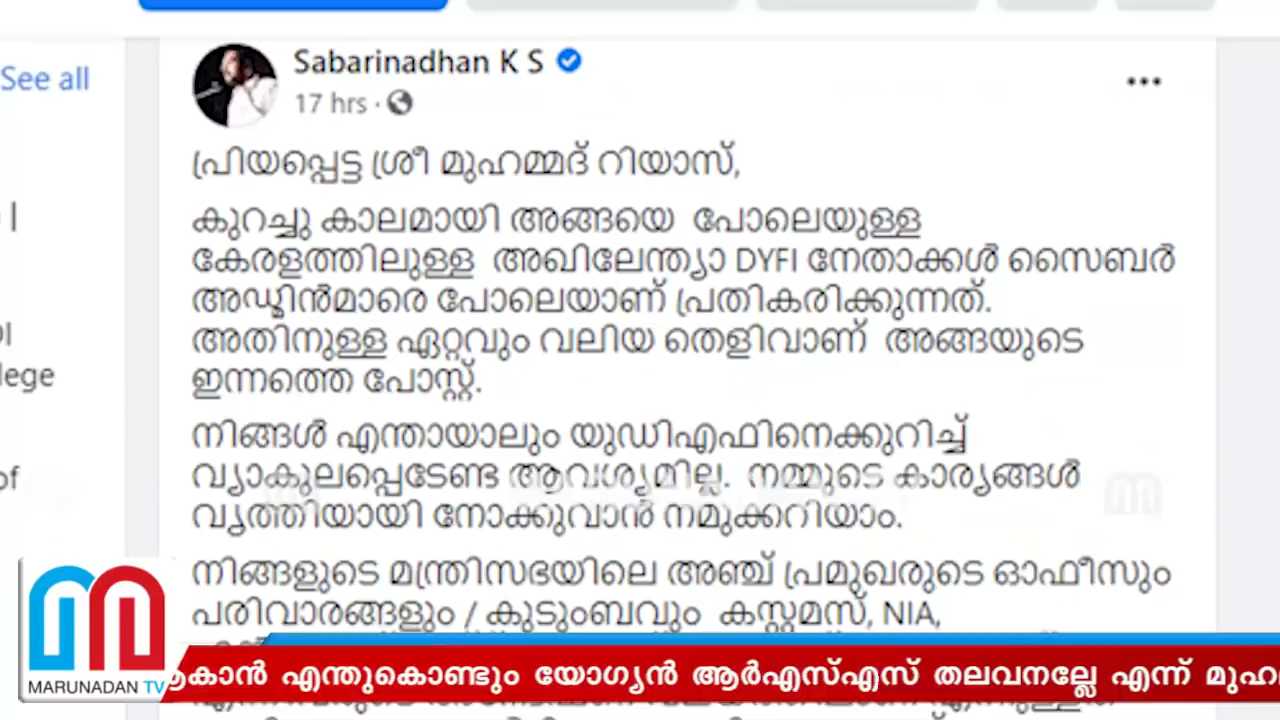 Sabarinadhan K S
See all
17 hrs
പ്രിയപ്പെട്ട ശ്രീ മുഹമ്മദ് റിയാസ്,
കുറച്ചു കാലമായി അങ്ങയെ പോലെയുള്ള
കേരളത്തിലുള്ള അഖിലേന്ത്യാ DYFI നേതാക്കൾ സൈബർ
അഡ്മിൻമാരെ പോലെയാണ് പ്രതികരിക്കുന്നത്.
അതിനുള്ള ഏറ്റവും വലിയ തെളിവാണ് അങ്ങയുടെ
ഇന്നത്തെ പോസ്റ്റ്.
നിങ്ങൾ എന്തായാലും യുഡിഎഫിനെക്കുറിച്ച്
വ്യാകുലപ്പെടേണ്ട ആവശ്യമില്ല. നമ്മുടെ കാര്യങ്ങൾ
വൃത്തിയായി നോക്കുവാൻ നമുക്കറിയാം.
നിങ്ങളുടെ മന്ത്രിസഭയിലെ അഞ്ച് പ്രമുഖരുടെ ഓഫീസും
പരിവാരങ്ങളും / കുടുംബവും കസ്റ്റമസ്, NIA,
MARUNADAN TV
ആകാൻ എന്തുകൊണ്ടും യോഗ്യൻ ആർഎസ്എസ് തലവനല്ലേ എന്ന്